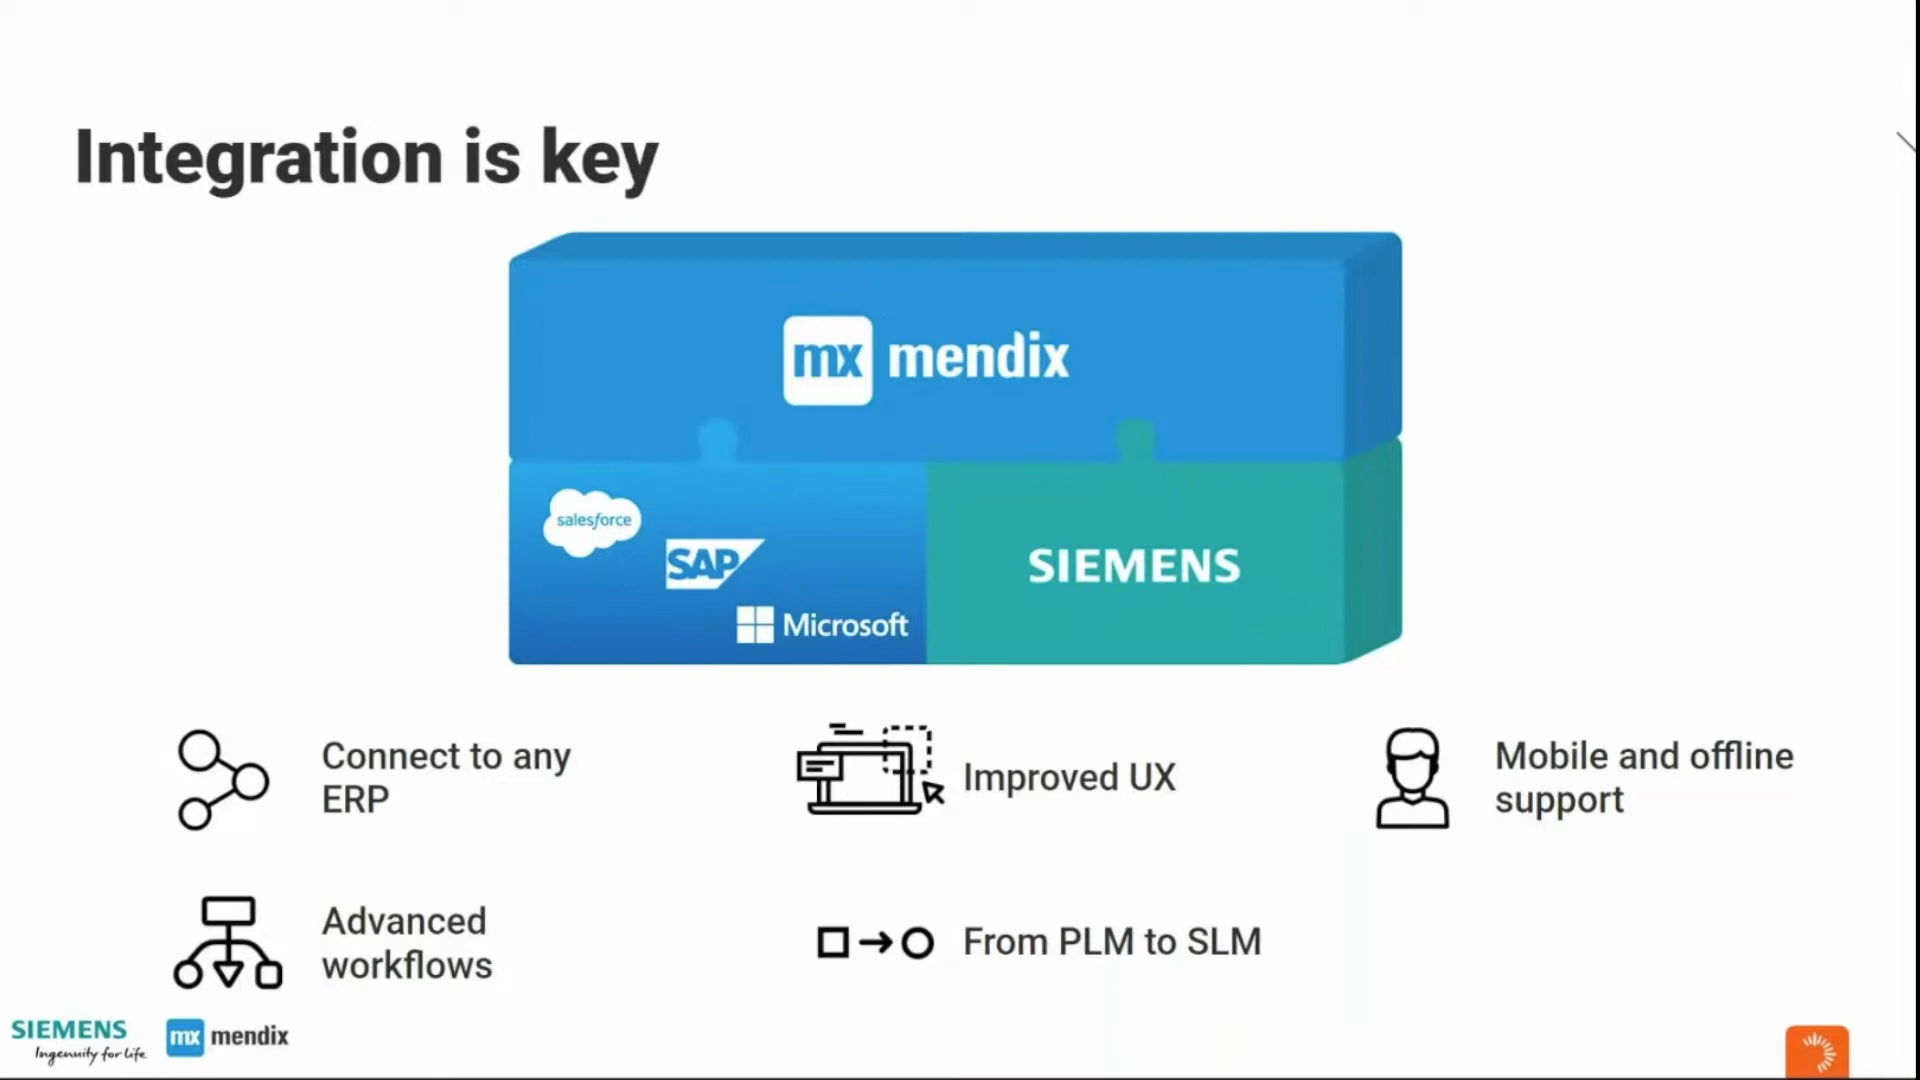 Integration is key
mx mendix
salesforce
SAP
Microsoft
SIEMENS
Connect to any
ERP
Improved UX
Mobile and offline
support
Advanced
workflows
From PLM to SLM
SIEMENS
Ingenuity for life
mx mendix